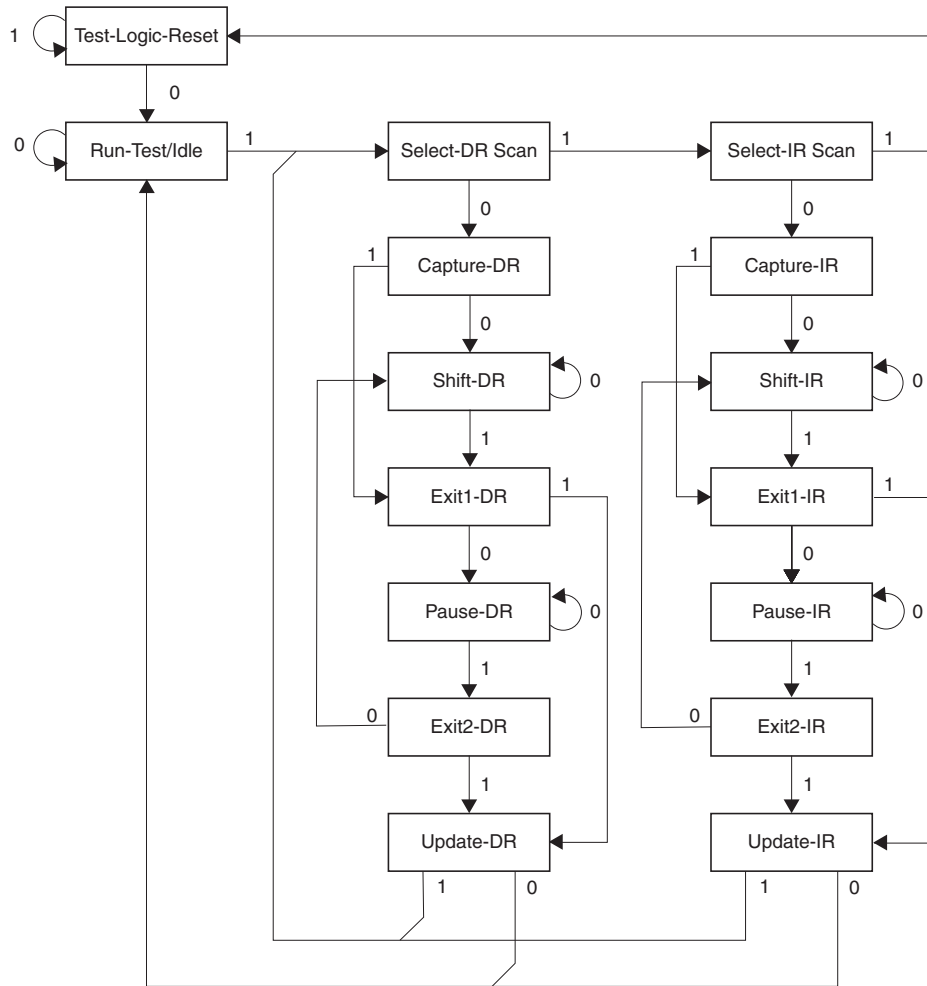 Test-Logic-Reset
1
0
Run-Test/Idle
0
1
Select-DR Scan
1
Select-IR Scan
1
0
0
1
Capture-DR
1
Capture-IR
0
0
Shift-DR
0
Shift-IR
0
1
1
Exit1-DR
1
Exit1-IR
1
0
0
Pause-DR
0
Pause-IR
0
1
1
0
Exit2-DR
0
Exit2-IR
1
1
Update-DR
Update-IR
1
0
1
0